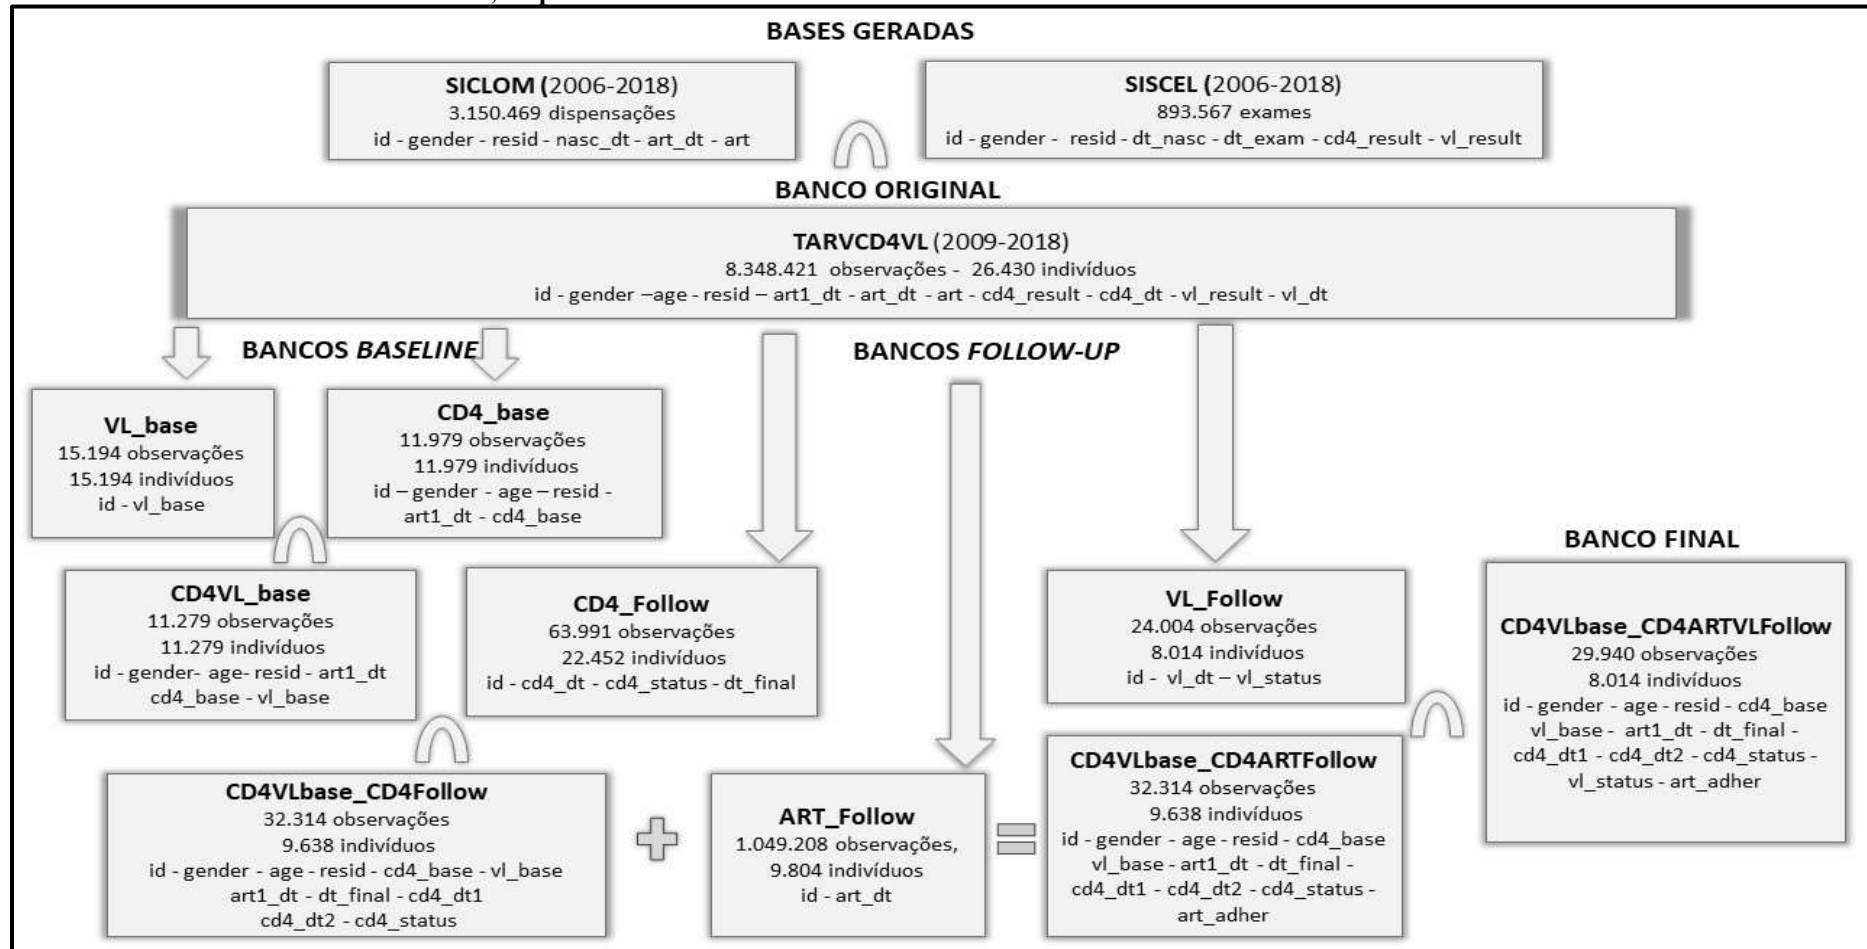 BASES GERADAS
SICLOM (2006-2018)
3.150.469 dispensações
id - gender - resid - nasc_dt - art_dt - art
SISCEL (2006-2018)
893.567 exames
id - gender - resid - dt_nasc - dt_exam - cd4_result - vl_result
BANCO ORIGINAL
TARVCD4VL (2009-2018)
8.348.421 observações - 26.430 indivíduos
id - gender –age - resid – art1_dt - art_dt - art - cd4_result - cd4_dt - vl_result - vl_dt
BANCOS BASELINE
BANCOS FOLLOW-UP
VL_base
15.194 observações
15.194 indivíduos
id - vl_base
CD4_base
11.979 observações
11.979 indivíduos
id – gender - age – resid -
art1_dt - cd4_base
CD4VL_base
11.279 observações
11.279 indivíduos
id - gender- age- resid - art1_dt
cd4_base - vl_base
CD4_Follow
63.991 observações
22.452 indivíduos
id - cd4_dt - cd4_status - dt_final
VL_Follow
24.004 observações
8.014 indivíduos
id - vl_dt – vl_status
BANCO FINAL
CD4VLbase_CD4ARTVLFollow
29.940 observações
8.014 indivíduos
id - gender - age - resid - cd4_base
vl_base - art1_dt - dt_final -
cd4_dt1 - cd4_dt2 - cd4_status -
vl_status - art_adher
CD4VLbase_CD4Follow
32.314 observações
9.638 indivíduos
id - gender - age - resid - cd4_base - vl_base
art1_dt - dt_final - cd4_dt1
cd4_dt2 - cd4_status
+
ART_Follow
1.049.208 observações,
9.804 indivíduos
id - art_dt
=
CD4VLbase_CD4ARTFollow
32.314 observações
9.638 indivíduos
id - gender - age - resid - cd4_base
vl_base - art1_dt - dt_final -
cd4_dt1 - cd4_dt2 - cd4_status -
art_adher